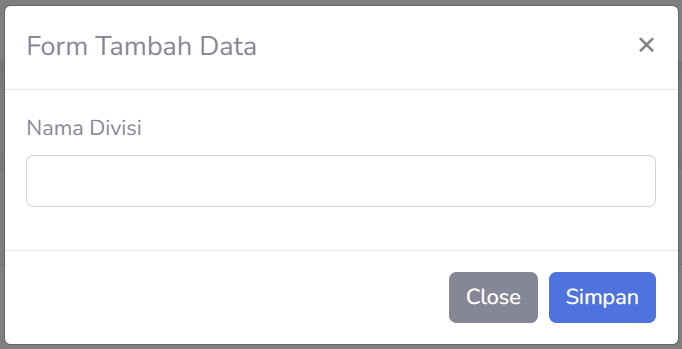 Form Tambah Data ×
Nama Divisi
Close Simpan